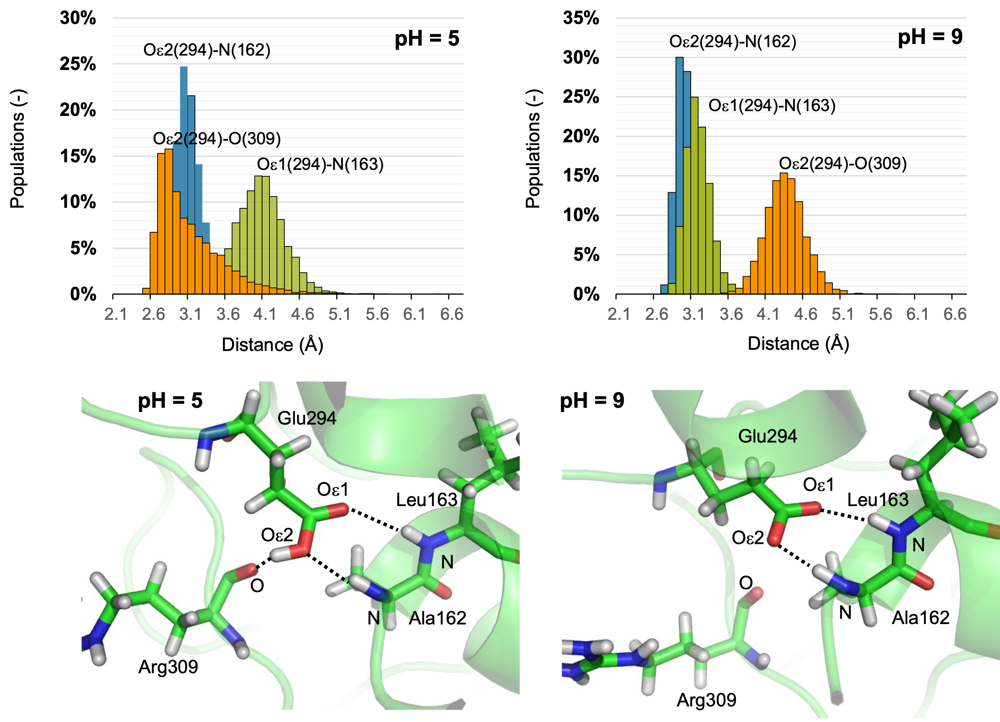 30%
25%
20%
15%
10%
5%
0%
Populations (-)
pH = 5
Oε2(294)-N(162)
Oε2(294)-O(309)
Oε1(294)-N(163)
2.1 2.6 3.1 3.6 4.1 4.6 5.1 5.6 6.1 6.6
Distance (Å)
35%
30%
25%
20%
15%
10%
5%
0%
Populations (-)
pH = 9
Oε2(294)-N(162)
Oε1(294)-N(163)
Oε2(294)-O(309)
2.1 2.6 3.1 3.6 4.1 4.6 5.1 5.6 6.1 6.6
Distance (Å)
pH = 5
Glu294
Oε1
Leu163
Oε2
N
O
N
Ala162
Arg309
pH = 9
Glu294
Oε1
Leu163
Oε2
N
O
N
Ala162
Arg309